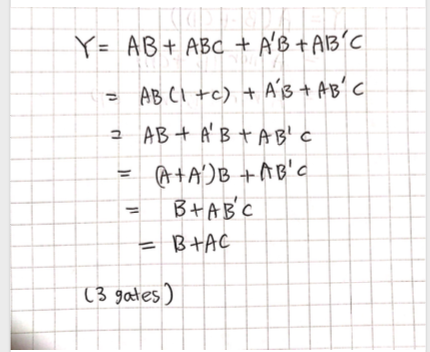 Y = AB + ABC + A'B + AB'C
= AB (1 + C) + A'B + AB'C
= AB + A'B + AB'C
= (A+A')B + AB'C
= B + AB'C
= B + AC
(3 gates)